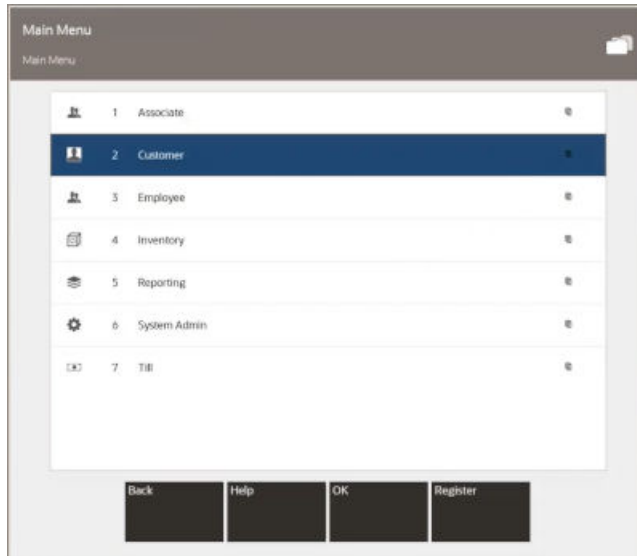 Main Menu
Main Menu
1 Associate
2 Customer
3 Employee
4 Inventory
5 Reporting
6 System Admin
7 Till
Back Help OK Register